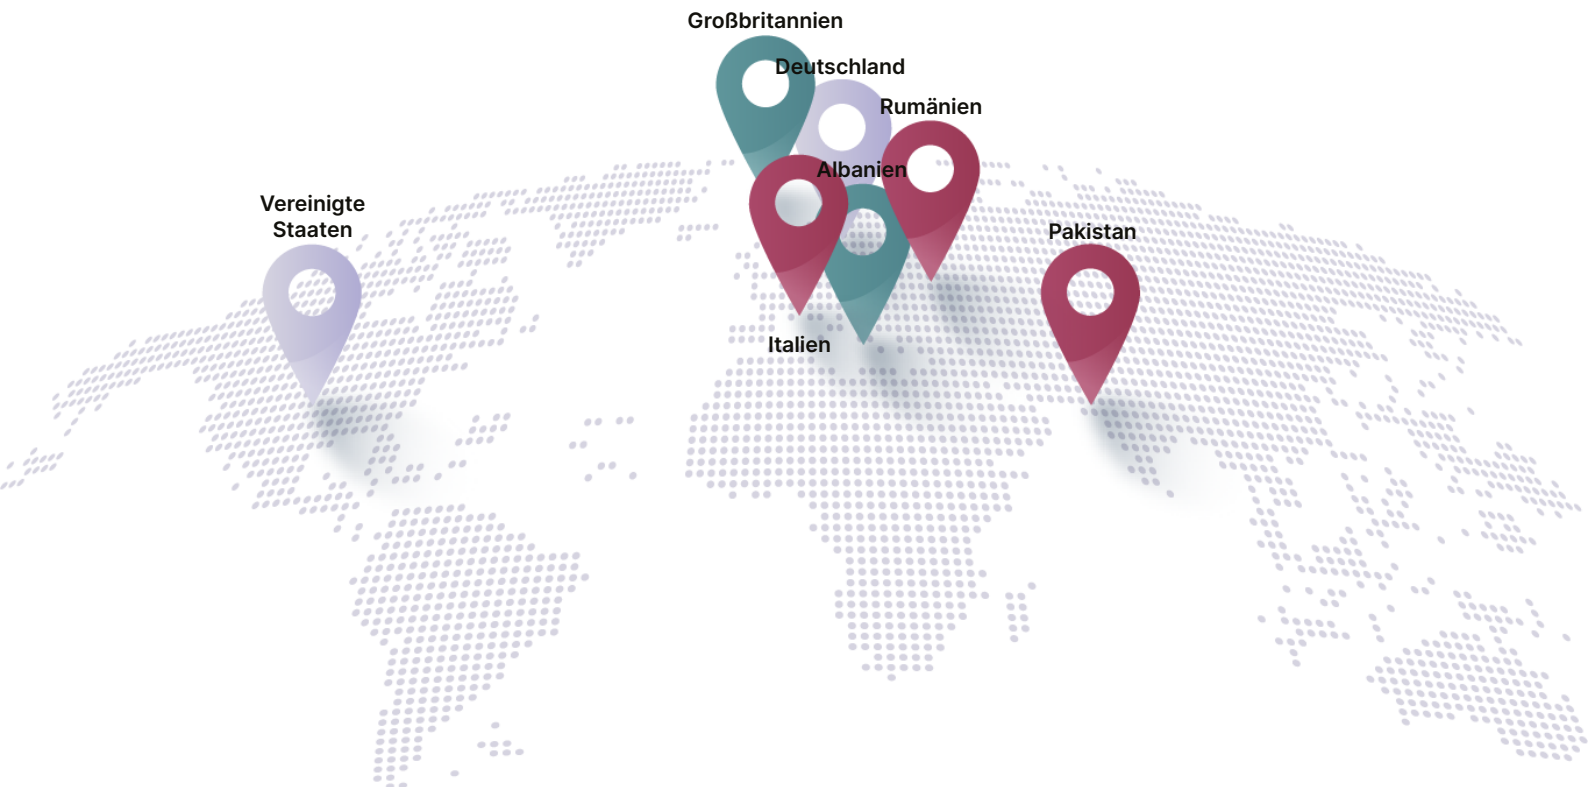 Großbritannien
Deutschland
Rumänien
Albanien
Vereinigte
Staaten
Pakistan
Italien